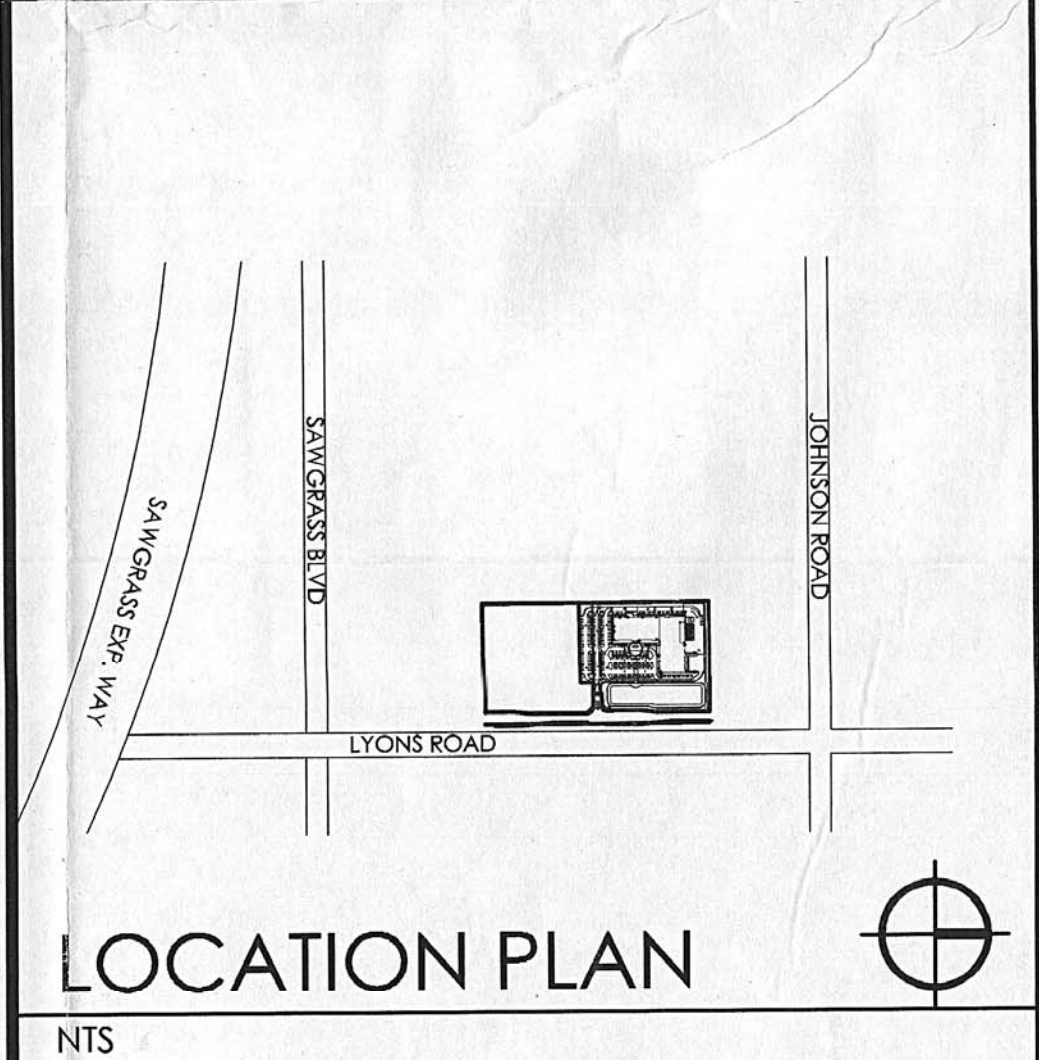 SAWGRASS BLVD
JOHNSON ROAD
SAWGRASS EXP. WAY
LYONS ROAD
LOCATION PLAN
NTS